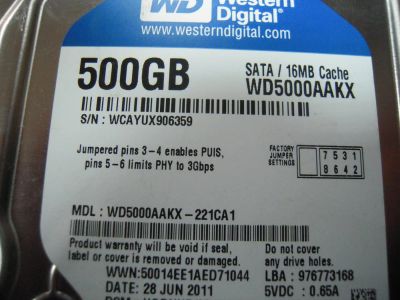 WD Western
Digital®
www.westerndigital.com
500GB
SATA / 16MB Cache
WD5000AAKX
S/N : WCAYUX906359
Jumpered pins 3-4 enables PUIS,
pins 5-6 limits PHY to 3Gbps
FACTORY
JUMPER
SETTINGS
7 5 3 1
8 6 4 2
MDL : WD5000AAKX-221CA1
Product warranty will be void if seal,
label or cover is removed or damaged.
Do not cover
any drive holes.
WWN:50014EE1AED71044
LBA : 976773168
DATE: 28 JUN 2011
5VDC : 0.65A